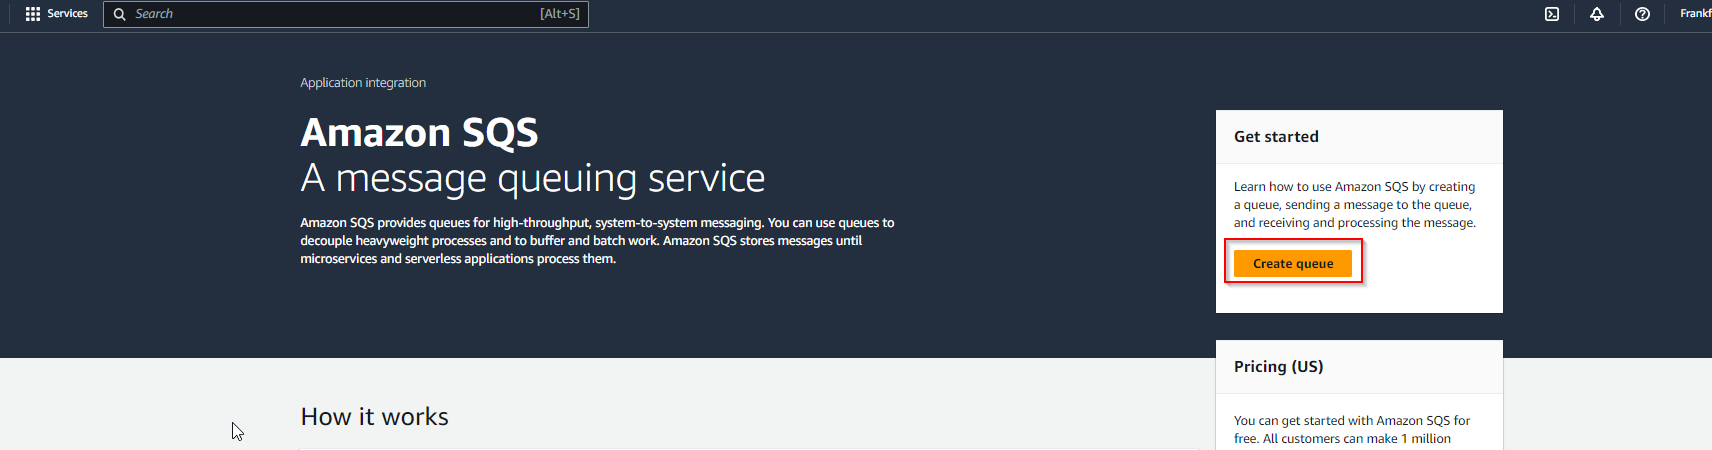 Services
Search
[Alt+S]
Application integration
Amazon SQS
A message queuing service
Amazon SQS provides queues for high-throughput, system-to-system messaging. You can use queues to
decouple heavyweight processes and to buffer and batch work. Amazon SQS stores messages until
microservices and serverless applications process them.
Get started
Learn how to use Amazon SQS by creating
a queue, sending a message to the queue,
and receiving and processing the message.
Create queue
Pricing (US)
You can get started with Amazon SQS for
free. All customers can make 1 million
How it works